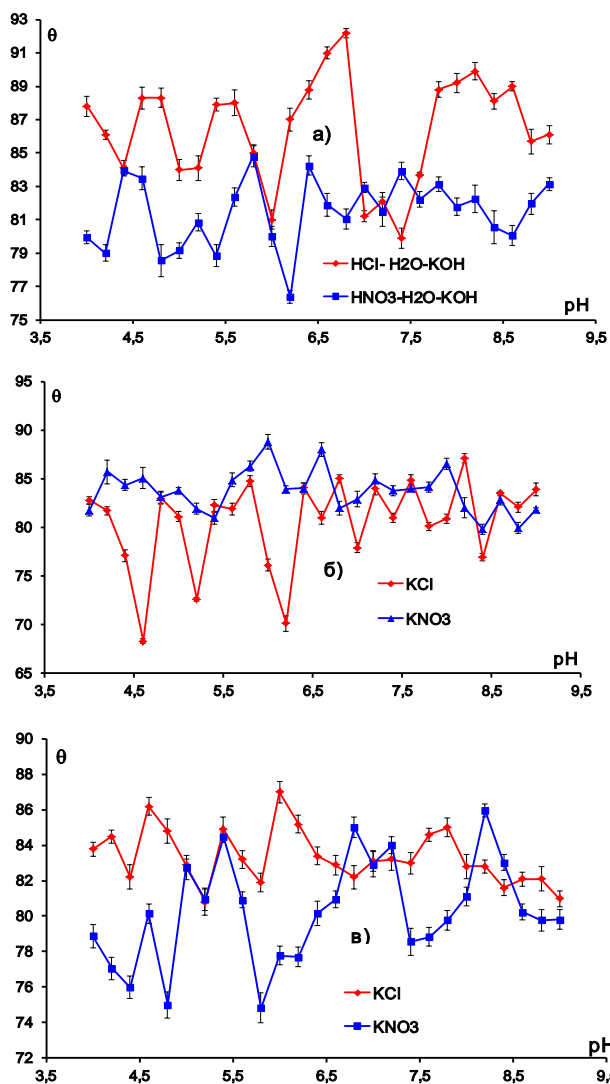 93
θ
91
89
87
а)
85
83
81
79
HCl- H2O-KOH
77
HNO3-H2O-KOH
pH
75
3,5 4,5 5,5 6,5 7,5 8,5 9,5
95
θ
90
85
80
75
б)
KCl
70
KNO3
pH
65
3,5 4,5 5,5 6,5 7,5 8,5 9,5
90
θ
88
86
84
82
80
в)
78
76
KCl
74
KNO3
pH
72
3,5 4,5 5,5 6,5 7,5 8,5